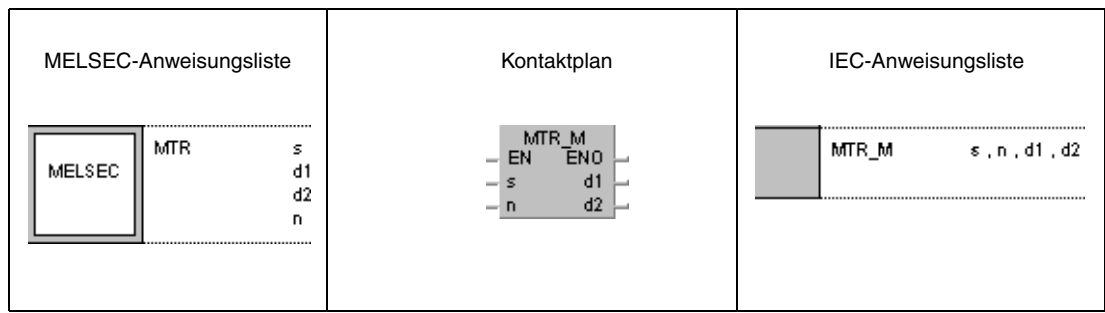 MELSEC-Anweisungsliste
MELSEC
MTR s
d1
d2
n
Kontaktplan
MTR_M
EN ENO
s d1
n d2
IEC-Anweisungsliste
MTR_M s , n , d1 , d2